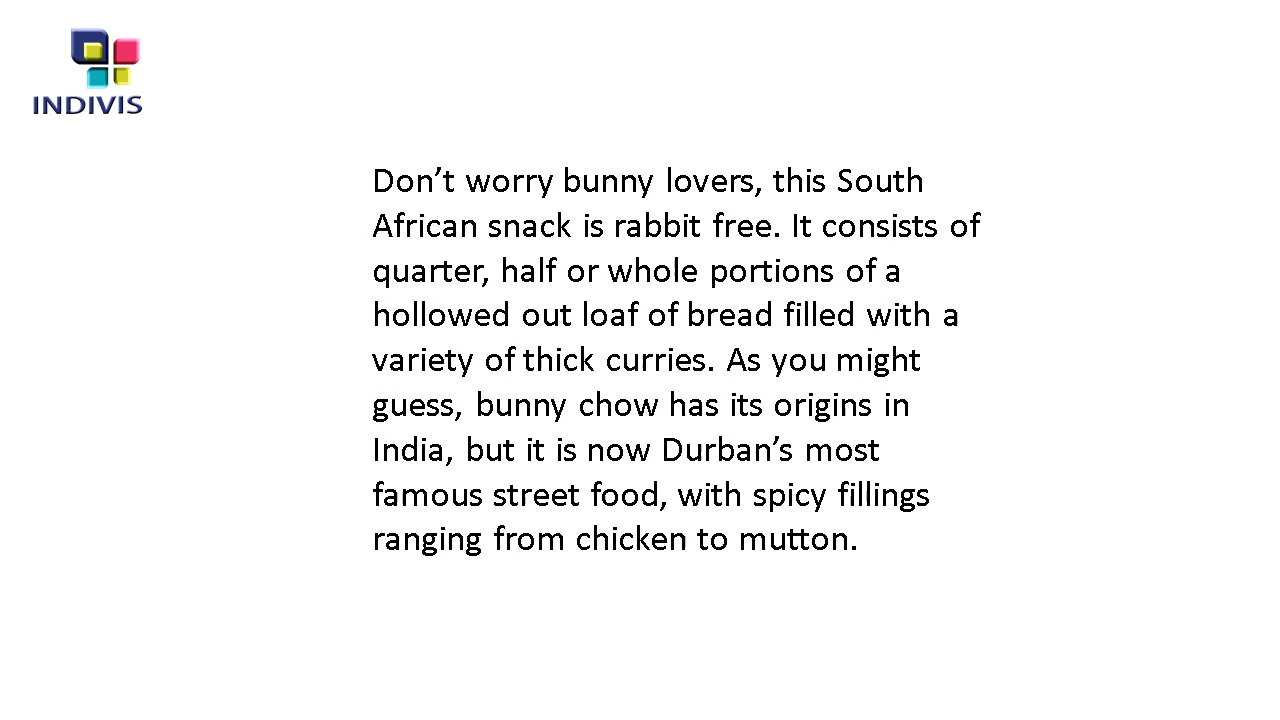 INDIVIS
Don’t worry bunny lovers, this South
African snack is rabbit free. It consists of
quarter, half or whole portions of a
hollowed out loaf of bread filled with a
variety of thick curries. As you might
guess, bunny chow has its origins in
India, but it is now Durban’s most
famous street food, with spicy fillings
ranging from chicken to mutton.